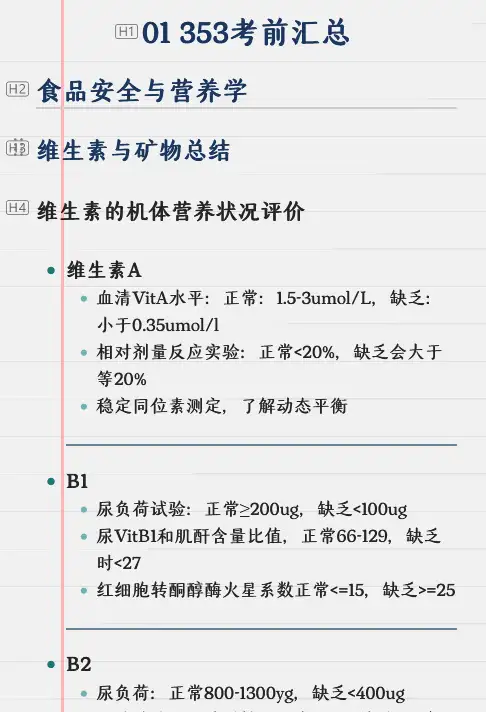 H1 01 353考前汇总
H2 食品安全与营养学
维生素与矿物总结
H4 维生素的机体营养状况评价
维生素A
血清VitA水平：正常：1.5-3umol/L，缺乏：
小于0.35umol/l
相对剂量反应实验：正常<20%，缺乏会大于
等20%
稳定同位素测定，了解动态平衡
B1
尿负荷试验：正常≥200ug，缺乏<100ug
尿VitB1和肌酐含量比值，正常66-129，缺乏
时<27
红细胞转酮醇酶火星系数正常<=15，缺乏>=25
B2
尿负荷：正常800-1300yg，缺乏<400ug